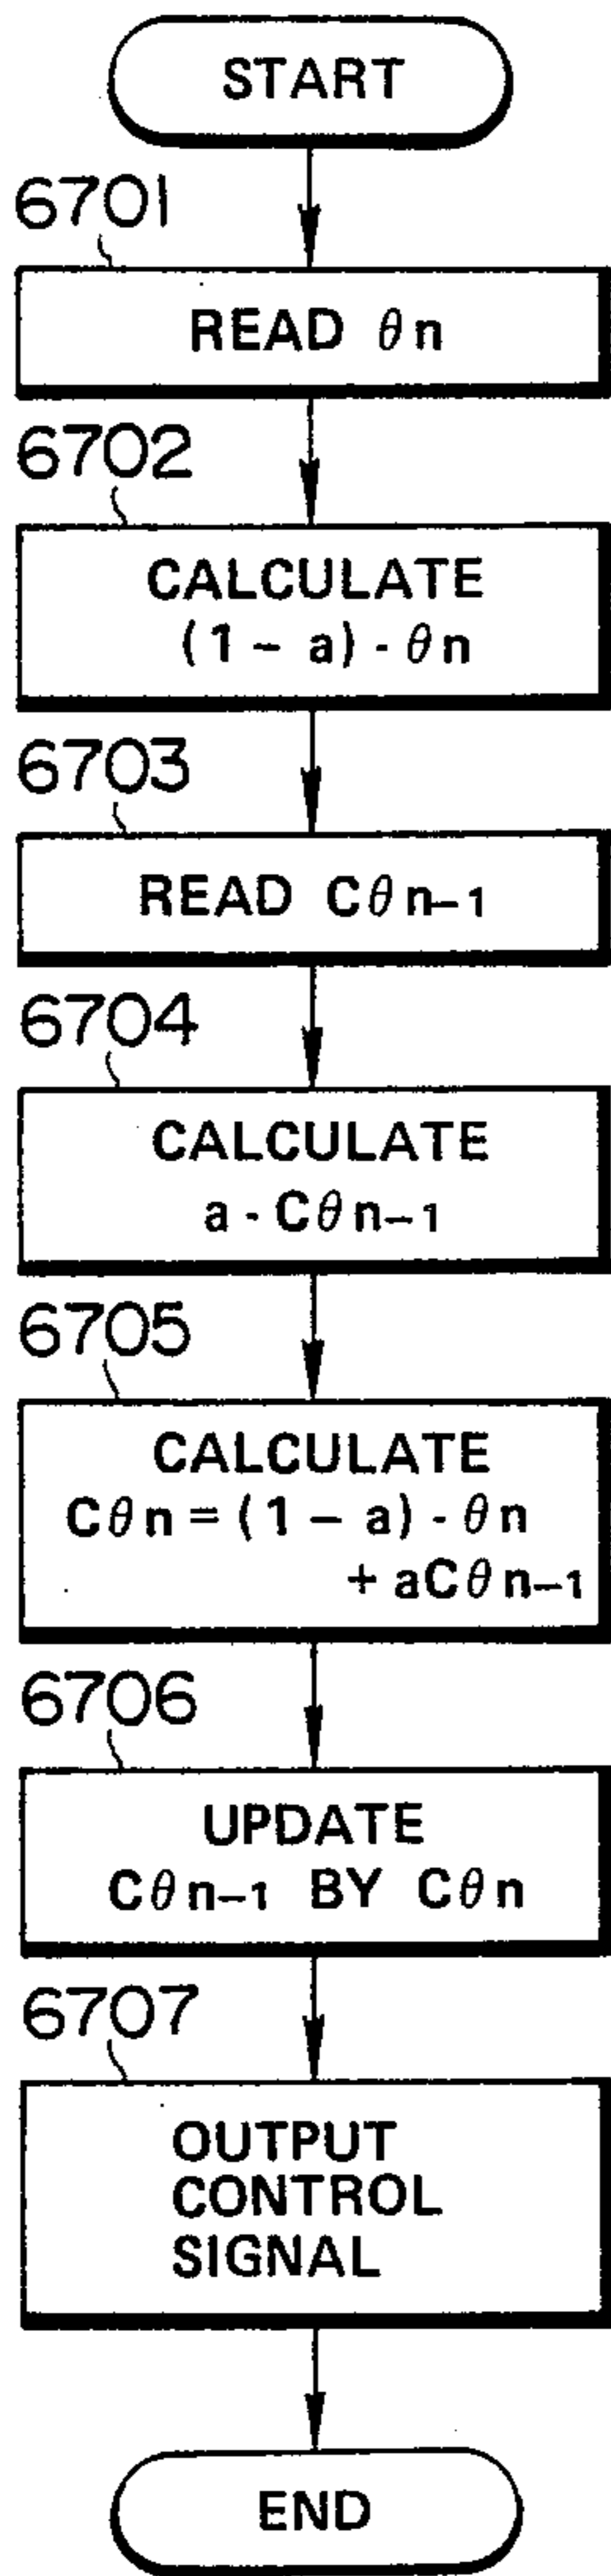 START
6701
READ θn
6702
CALCULATE
(1 - a) - θn
6703
READ Cθn-1
6704
CALCULATE
a - Cθn-1
6705
CALCULATE
Cθn = (1 - a) - θn
+ aCθn-1
6706
UPDATE
Cθn-1 BY Cθn
6707
OUTPUT
CONTROL
SIGNAL
END